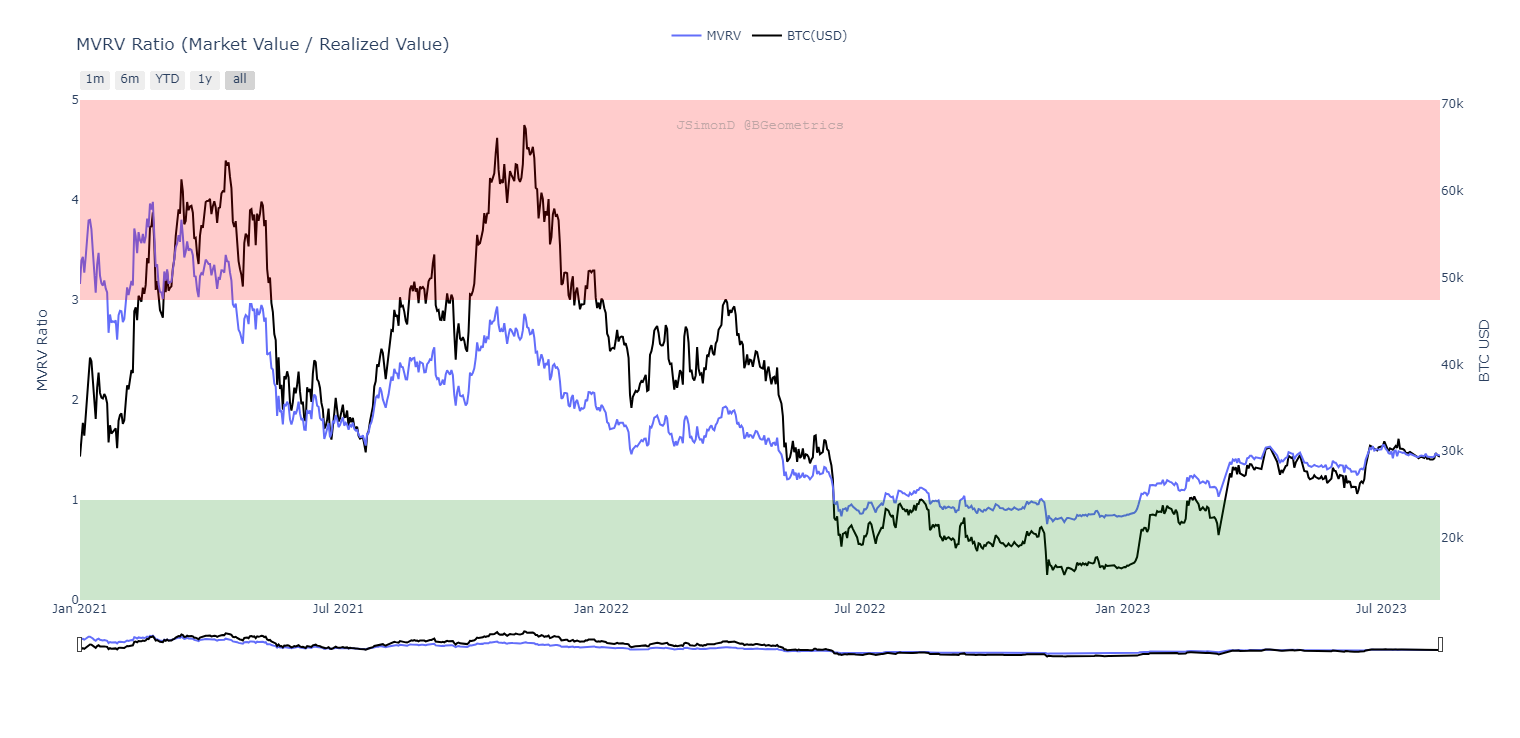 MVRV Ratio (Market Value / Realized Value)
MVRV
BTC(USD)
1m
6m
YTD
1y
all
JSimonD @BGeometrics
5
4
3
2
1
0
MVRV Ratio
70k
60k
50k
40k
30k
20k
BTC USD
Jan 2021
Jul 2021
Jan 2022
Jul 2022
Jan 2023
Jul 2023